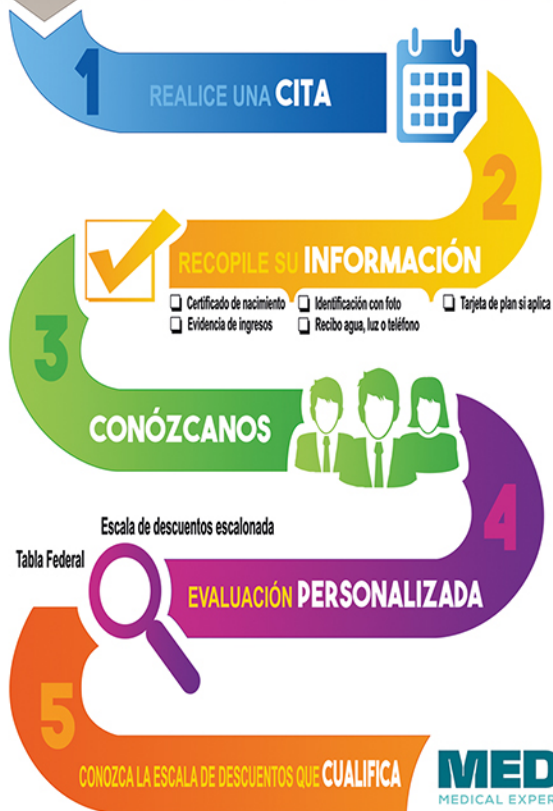 1
REALICE UNA CITA
2
RECOPILE SU INFORMACIÓN
Certificado de nacimiento
Identificación con foto
Tarjeta de plan si aplica
Evidencia de ingresos
Recibo agua, luz o teléfono
3
CONÓZCANOS
4
Escala de descuentos escalonada
Tabla Federal
EVALUACIÓN PERSONALIZADA
5
CONOZCA LA ESCALA DE DESCUENTOS QUE CUALIFICA
MED
MEDICAL EXPER